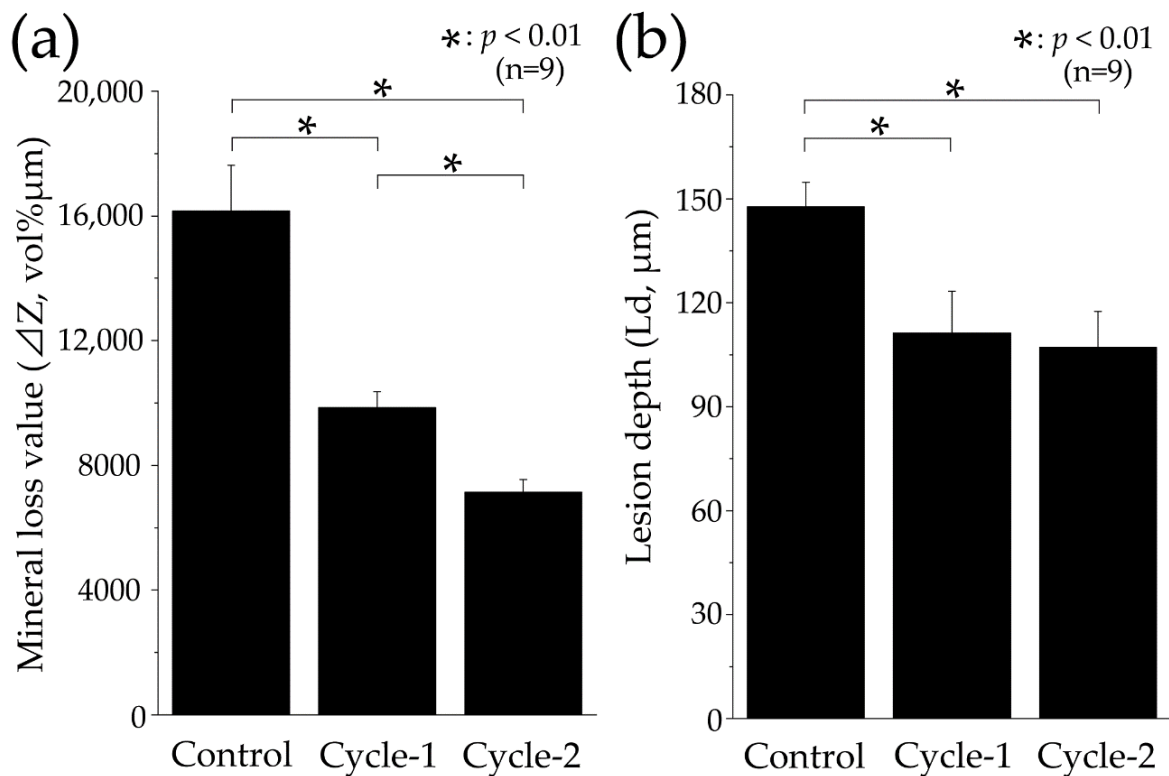 (a)
*: p < 0.01
(n=9)
Mineral loss value (ΔZ, vol%μm)
20,000
16,000
12,000
8000
4000
0
*
*
*
Control Cycle-1 Cycle-2
(b)
*: p < 0.01
(n=9)
Lesion depth (Ld, μm)
180
150
120
90
60
30
0
*
*
Control Cycle-1 Cycle-2